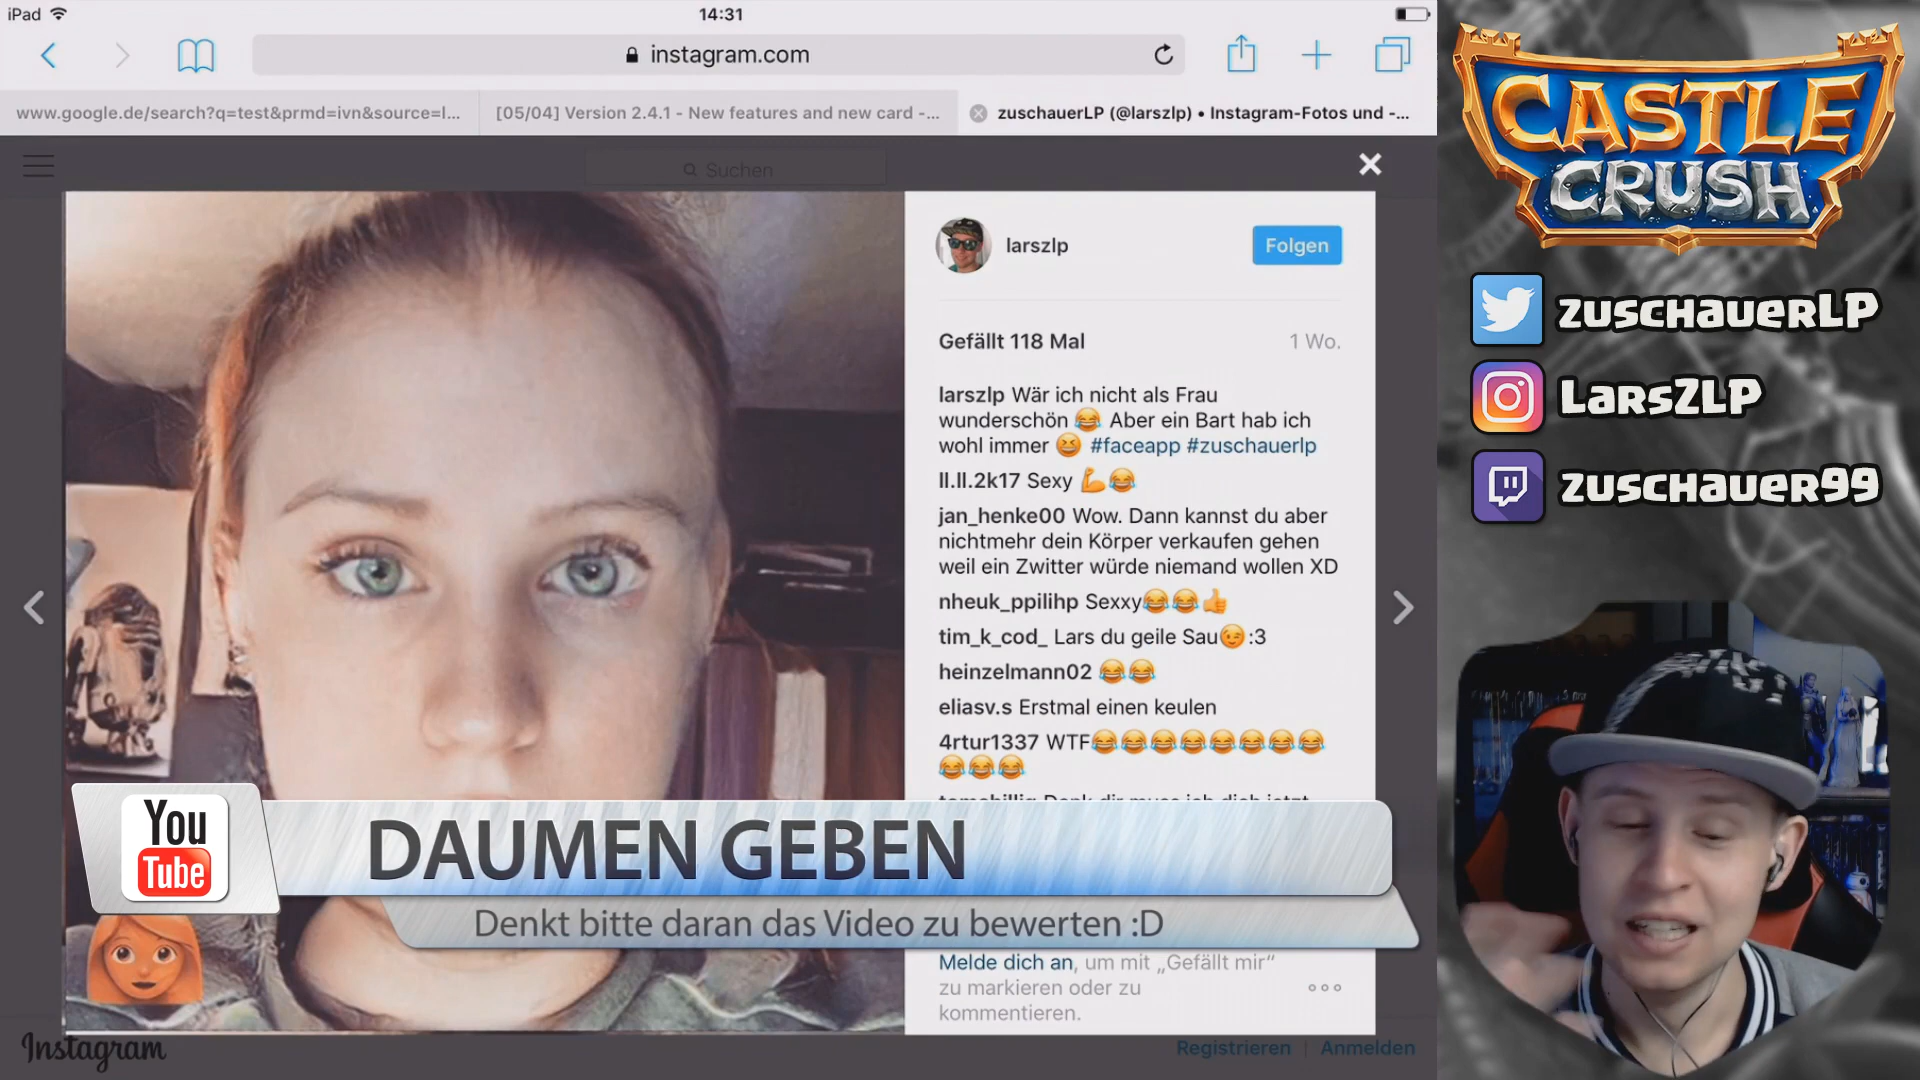 iPad
14:31
instagram.com
www.google.de/search?q=test&prmd=ivn&source=l...
[05/04] Version 2.4.1 - New features and new card -...
zuschauerLP (@larszlp) • Instagram-Fotos und -...
Suchen
larszlp
Folgen
Gefällt 118 Mal
1 Wo.
larszlp Wär ich nicht als Frau
wunderschön 😂 Aber ein Bart hab ich
wohl immer 😆 #faceapp #zuschauerlp
ll.ll.2k17 Sexy 💪😂
jan_henke00 Wow. Dann kannst du aber
nichtmehr dein Körper verkaufen gehen
weil ein Zwitter würde niemand wollen XD
nheuk_ppilihp Sexxy😂😂👍
tim_k_cod_ Lars du geile Sau😉:3
heinzelmann02 😂😂
eliasv.s Erstmal einen keulen
4rtur1337 WTF😂😂😂😂😂😂😂😂
😂😂😂
You
Tube
DAUMEN GEBEN
Denkt bitte daran das Video zu bewerten :D
Melde dich an, um mit „Gefällt mir“
zu markieren oder zu
kommentieren.
Instagram
Registrieren | Anmelden
CASTLE
CRUSH
zuschauerLP
LarsZLP
zuschauer99